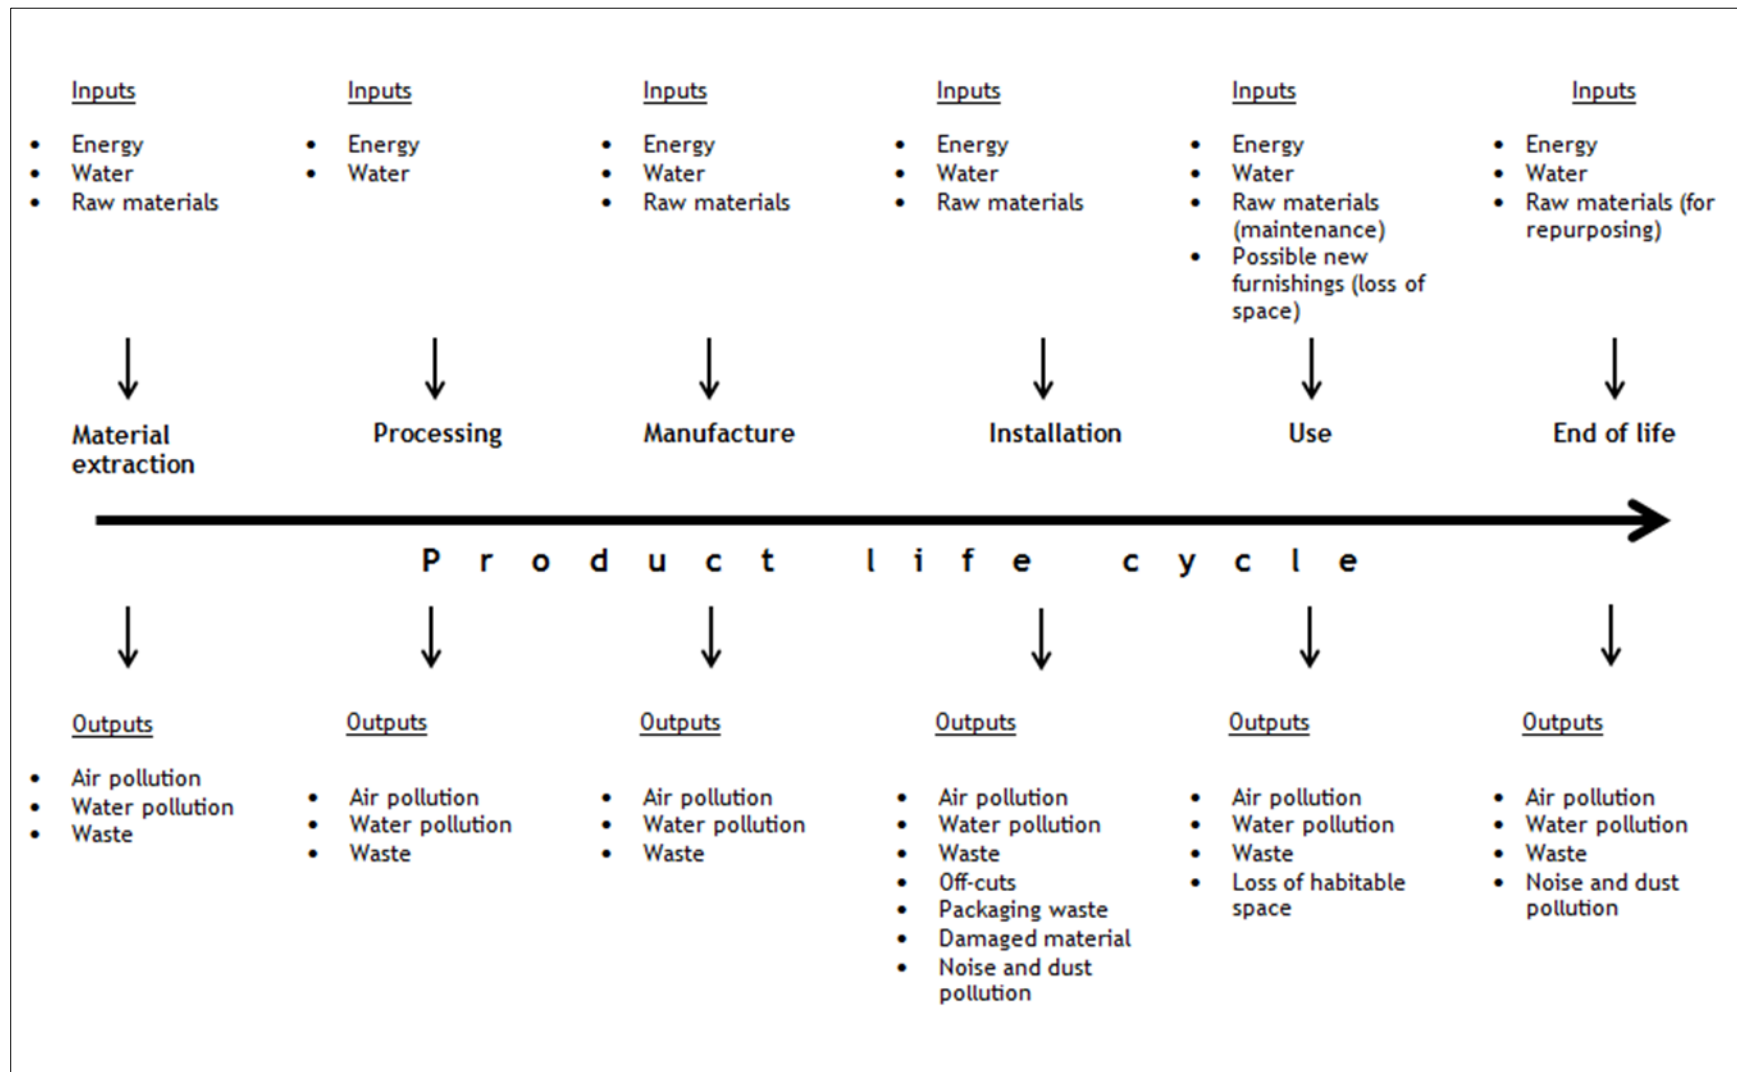 Inputs
• Energy
• Water
• Raw materials
Inputs
• Energy
• Water
Inputs
• Energy
• Water
• Raw materials
Inputs
• Energy
• Water
• Raw materials
Inputs
• Energy
• Water
• Raw materials
(maintenance)
• Possible new
furnishings (loss of
space)
Inputs
• Energy
• Water
• Raw materials (for
repurposing)
Material
extraction
Processing
Manufacture
Installation
Use
End of life
Product life cycle
Outputs
• Air pollution
• Water pollution
• Waste
Outputs
• Air pollution
• Water pollution
• Waste
Outputs
• Air pollution
• Water pollution
• Waste
Outputs
• Air pollution
• Water pollution
• Waste
• Off-cuts
• Packaging waste
• Damaged material
• Noise and dust
pollution
Outputs
• Air pollution
• Water pollution
• Waste
• Loss of habitable
space
Outputs
• Air pollution
• Water pollution
• Waste
• Noise and dust
pollution